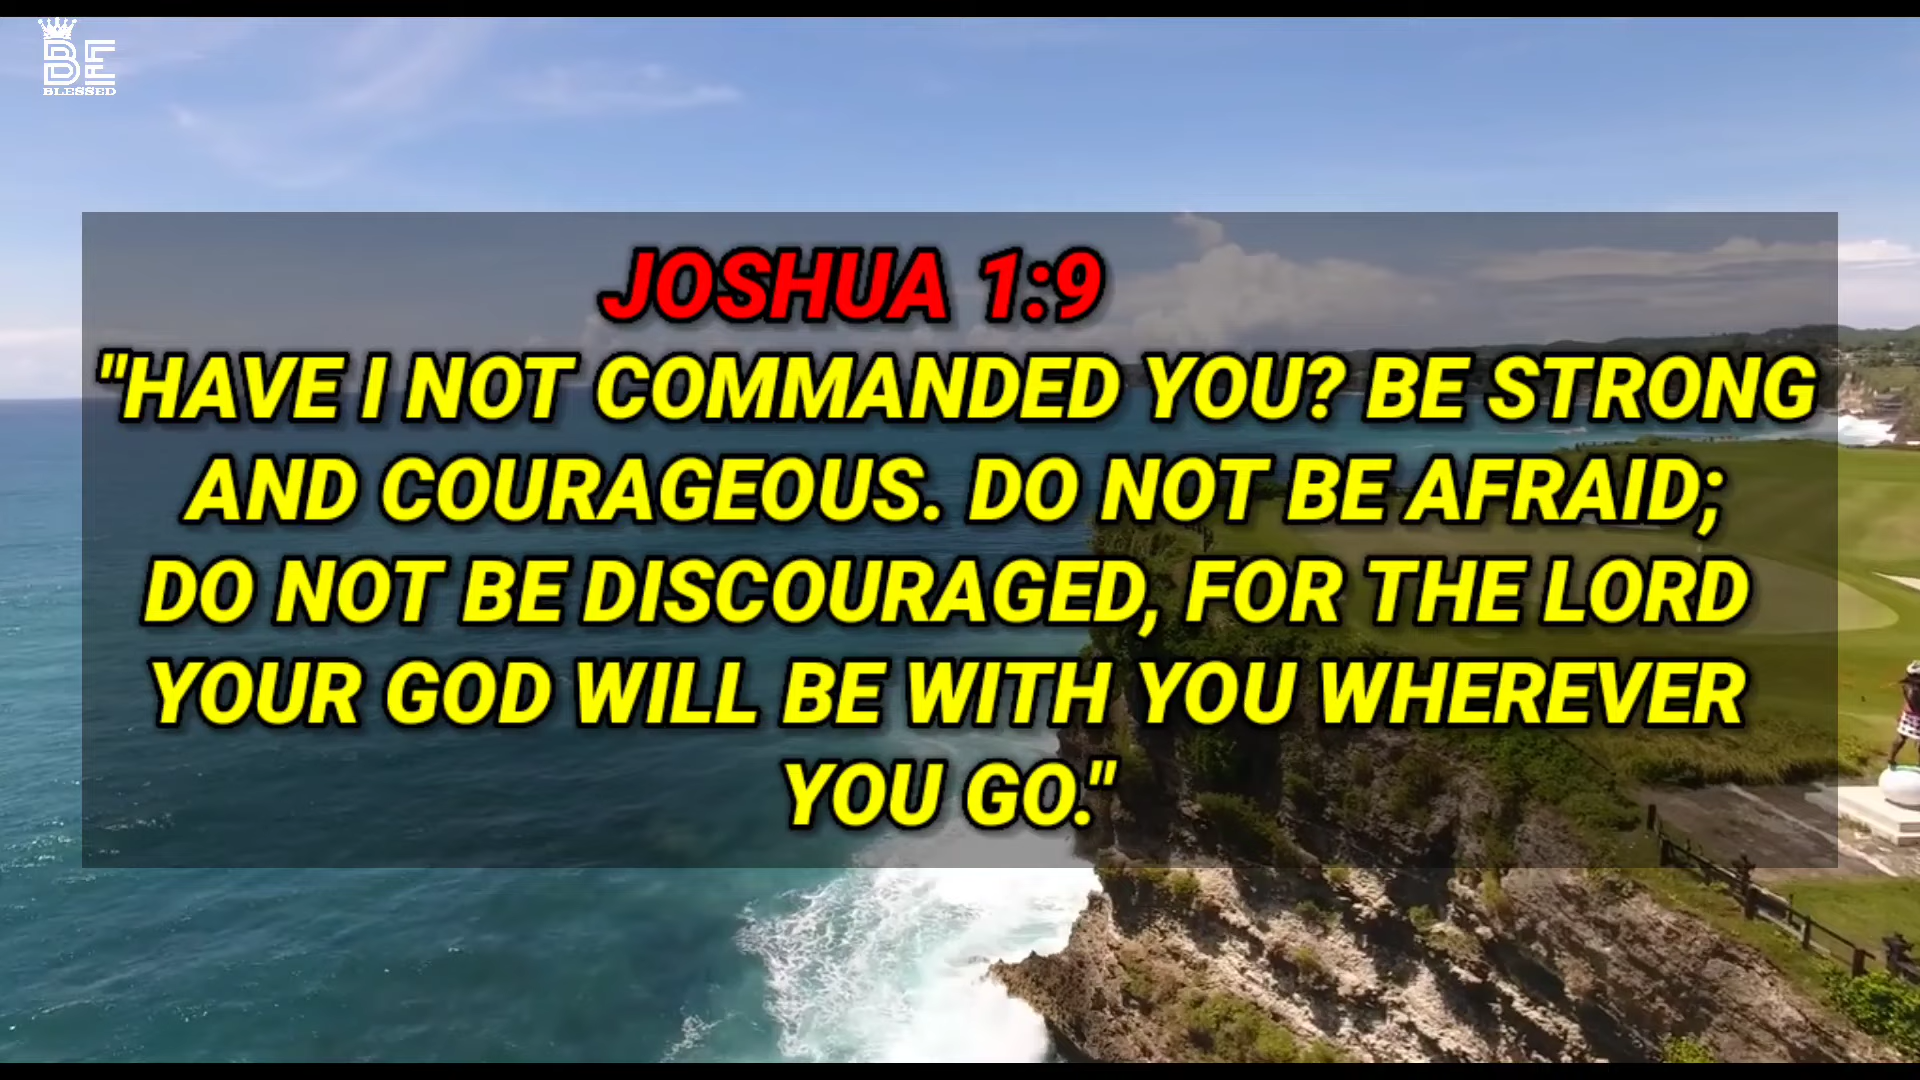 BE
BLESSED
JOSHUA 1:9
"HAVE I NOT COMMANDED YOU? BE STRONG
AND COURAGEOUS. DO NOT BE AFRAID;
DO NOT BE DISCOURAGED, FOR THE LORD
YOUR GOD WILL BE WITH YOU WHEREVER
YOU GO."